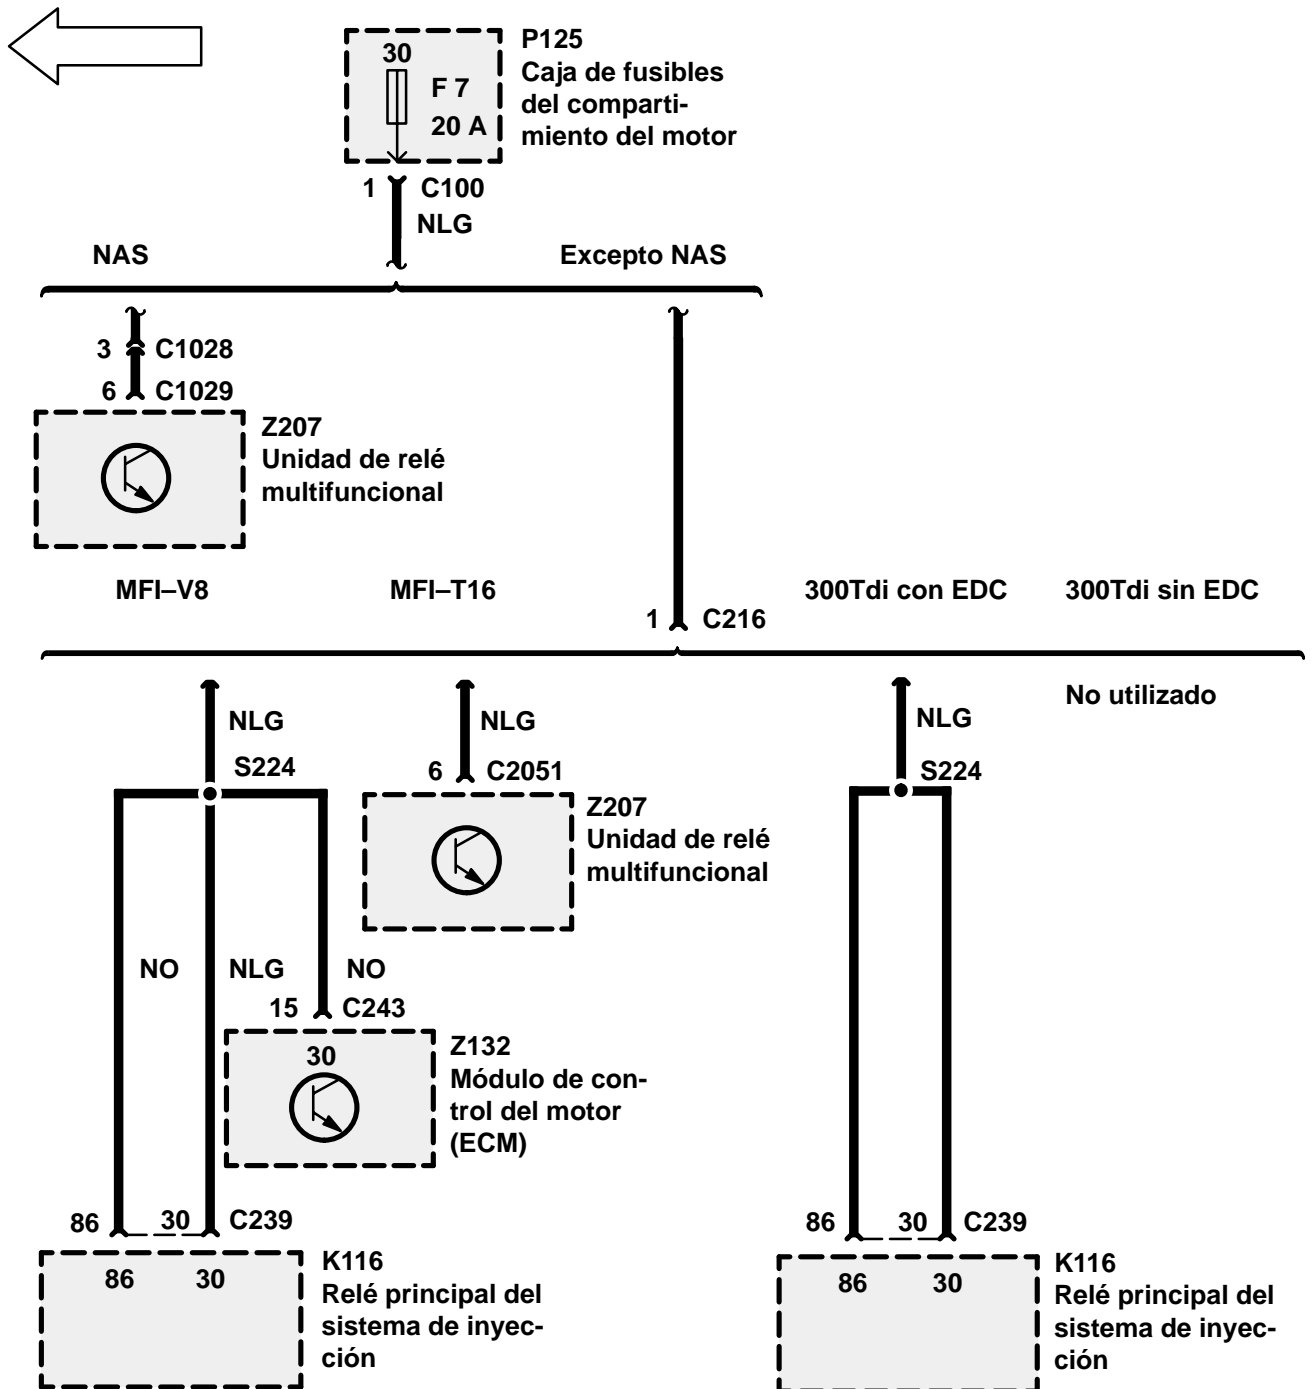 30
F 7
20 A
P125
Caja de fusibles
del comparti-
miento del motor
1 C100
NLG
NAS
Excepto NAS
3 C1028
6 C1029
Z207
Unidad de relé
multifuncional
MFI–V8
MFI–T16
300Tdi con EDC
300Tdi sin EDC
1 C216
No utilizado
NLG
NLG
NLG
S224
6 C2051
S224
Z207
Unidad de relé
multifuncional
NO
NLG
NO
15 C243
30
Z132
Módulo de con-
trol del motor
(ECM)
86 30 C239
86 30
K116
Relé principal del
sistema de inyec-
ción
86 30 C239
86 30
K116
Relé principal del
sistema de inyec-
ción